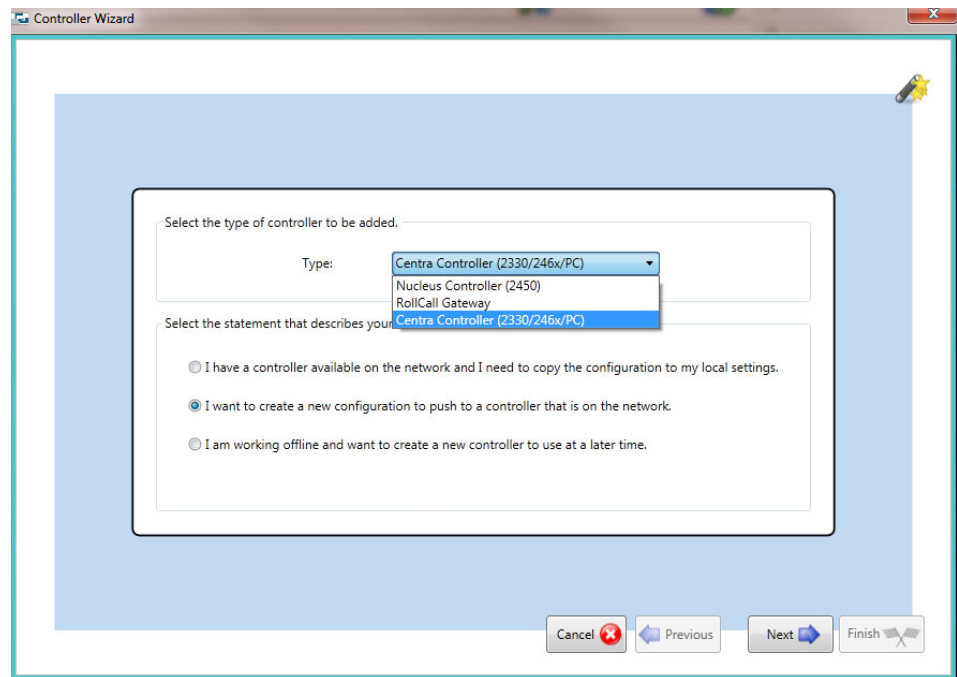 Controller Wizard
Select the type of controller to be added.
Type:
Centra Controller (2330/246x/PC)
Nucleus Controller (2450)
RollCall Gateway
Centra Controller (2330/246x/PC)
Select the statement that describes your
I have a controller available on the network and I need to copy the configuration to my local settings.
I want to create a new configuration to push to a controller that is on the network.
I am working offline and want to create a new controller to use at a later time.
Cancel
Previous
Next
Finish